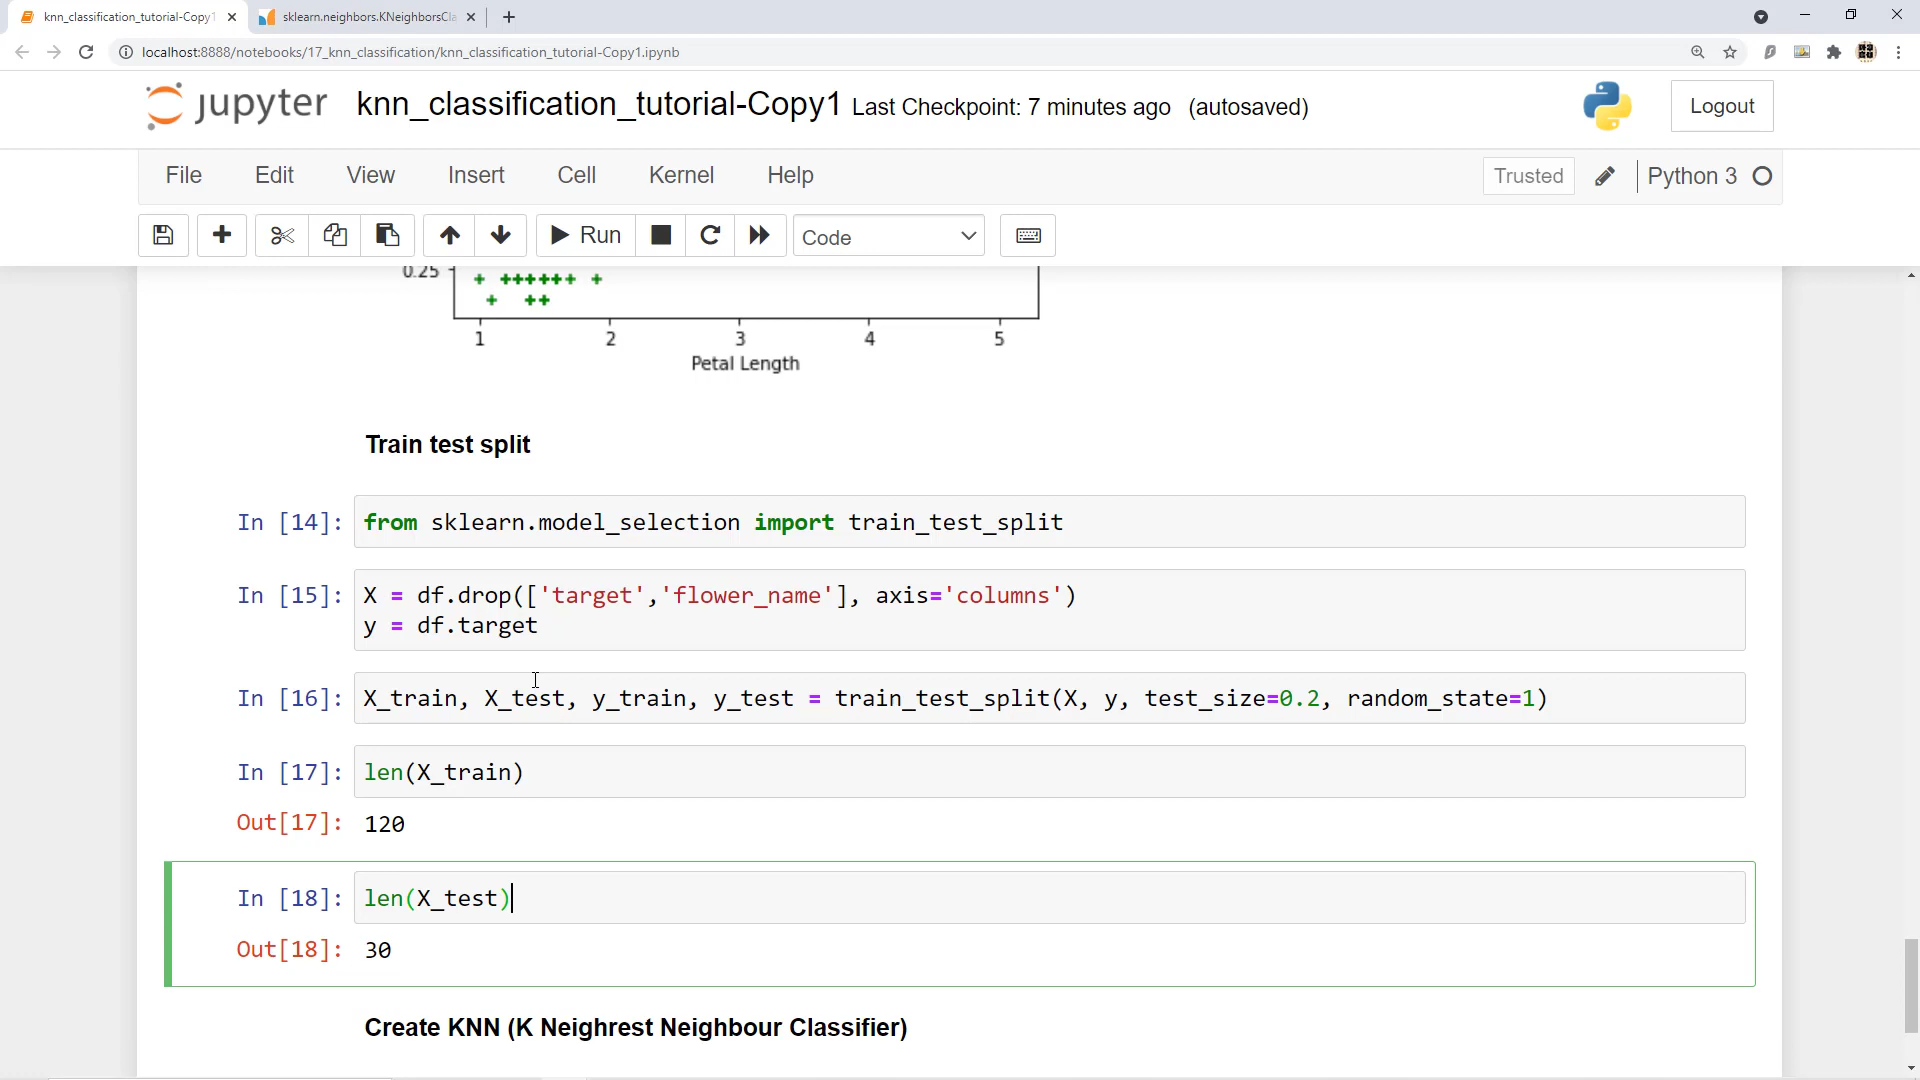 knn_classification_tutorial-Copy1
sklearn.neighbors.KNeighborsCla
localhost:8888/notebooks/17_knn_classification/knn_classification_tutorial-Copy1.ipynb
jupyter knn_classification_tutorial-Copy1 Last Checkpoint: 7 minutes ago (autosaved)
Logout
File Edit View Insert Cell Kernel Help
Trusted
Python 3
Run
Code
0.25
1 2 3 4 5
Petal Length
Train test split
In [14]: from sklearn.model_selection import train_test_split
In [15]: X = df.drop(['target','flower_name'], axis='columns')
y = df.target
In [16]: X_train, X_test, y_train, y_test = train_test_split(X, y, test_size=0.2, random_state=1)
In [17]: len(X_train)
Out[17]: 120
In [18]: len(X_test)
Out[18]: 30
Create KNN (K Neighrest Neighbour Classifier)